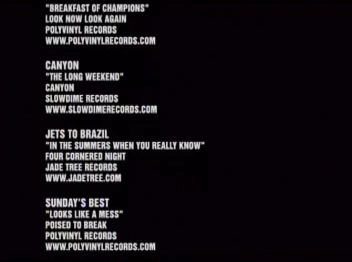 "BREAKFAST OF CHAMPIONS"
LOOK NOW LOOK AGAIN
POLYVINYL RECORDS
WWW.POLYVINYLRECORDS.COM
CANYON
"THE LONG WEEKEND"
CANYON
SLOWDIME RECORDS
WWW.SLOWDIMERECORDS.COM
JETS TO BRAZIL
"IN THE SUMMERS WHEN YOU REALLY KNOW"
FOUR CORNERED NIGHT
JADE TREE RECORDS
WWW.JADETREE.COM
SUNDAY'S BEST
"LOOKS LIKE A MESS"
POISED TO BREAK
POLYVINYL RECORDS
WWW.POLYVINYLRECORDS.COM